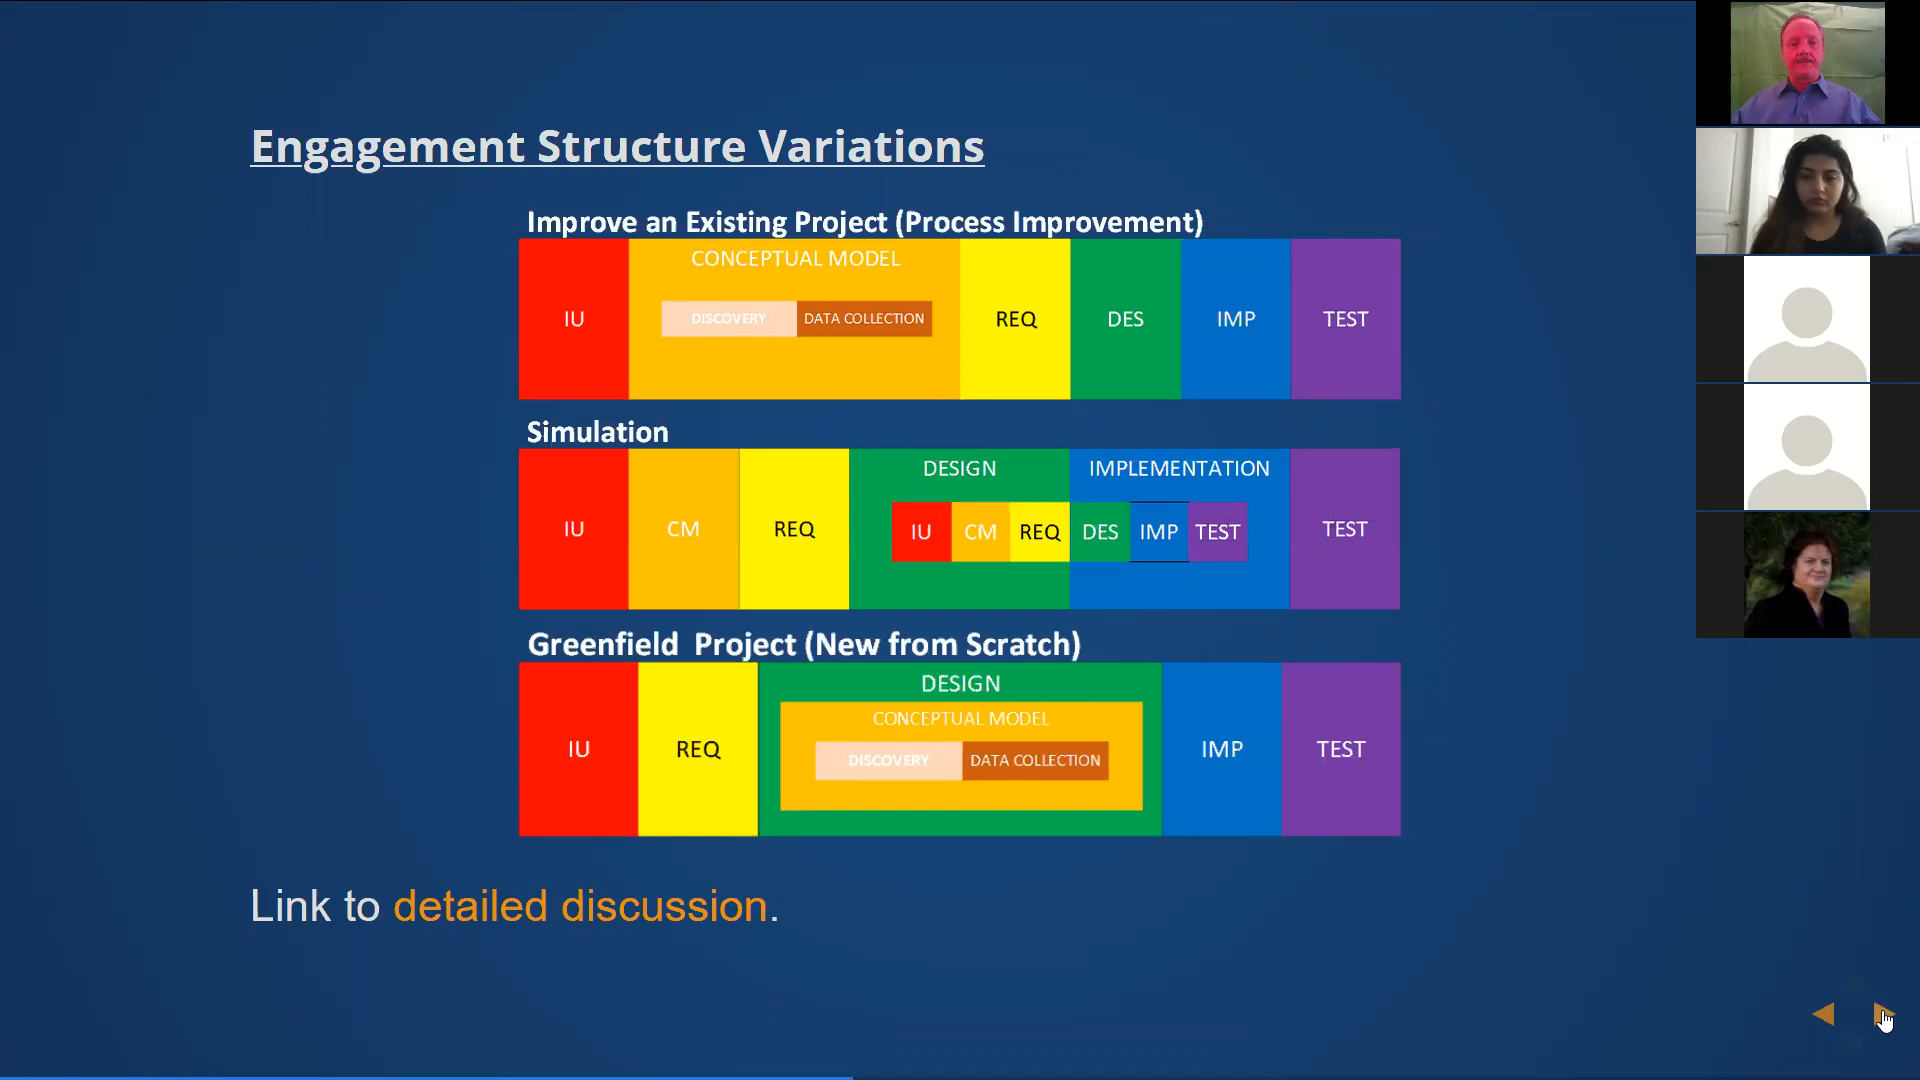 Engagement Structure Variations
Improve an Existing Project (Process Improvement)
CONCEPTUAL MODEL
IU
DISCOVERY
DATA COLLECTION
REQ
DES
IMP
TEST
Simulation
DESIGN
IMPLEMENTATION
IU
CM
REQ
IU
CM
REQ
DES
IMP
TEST
TEST
Greenfield Project (New from Scratch)
DESIGN
CONCEPTUAL MODEL
IU
REQ
DISCOVERY
DATA COLLECTION
IMP
TEST
Link to detailed discussion.